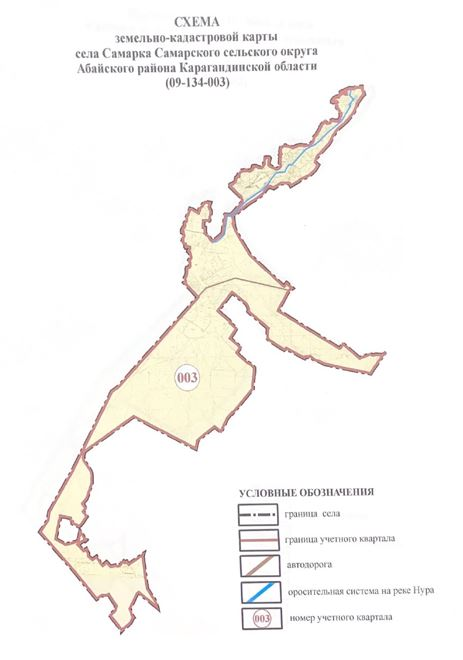 СХЕМА
земельно-кадастровой карты
села Самарка Самарского сельского округа
Абайского района Карагандинской области
(09-134-003)
003
УСЛОВНЫЕ ОБОЗНАЧЕНИЯ
граница села
граница учетного квартала
автодорога
оросительная система на реке Нура
003 номер учетного квартала